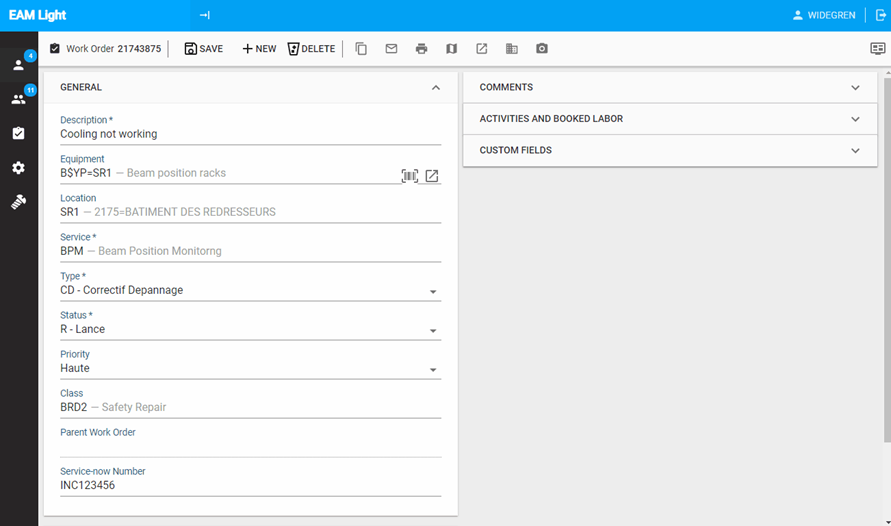 EAM Light
WIDEGREN
Work Order 21743875
SAVE
NEW
DELETE
4
11
GENERAL
Description *
Cooling not working
Equipment
B$YP=SR1 — Beam position racks
Location
SR1 — 2175=BATIMENT DES REDRESSEURS
Service *
BPM — Beam Position Monitorng
Type *
CD - Correctif Depannage
Status *
R - Lance
Priority
Haute
Class
BRD2 — Safety Repair
Parent Work Order
Service-now Number
INC123456
COMMENTS
ACTIVITIES AND BOOKED LABOR
CUSTOM FIELDS